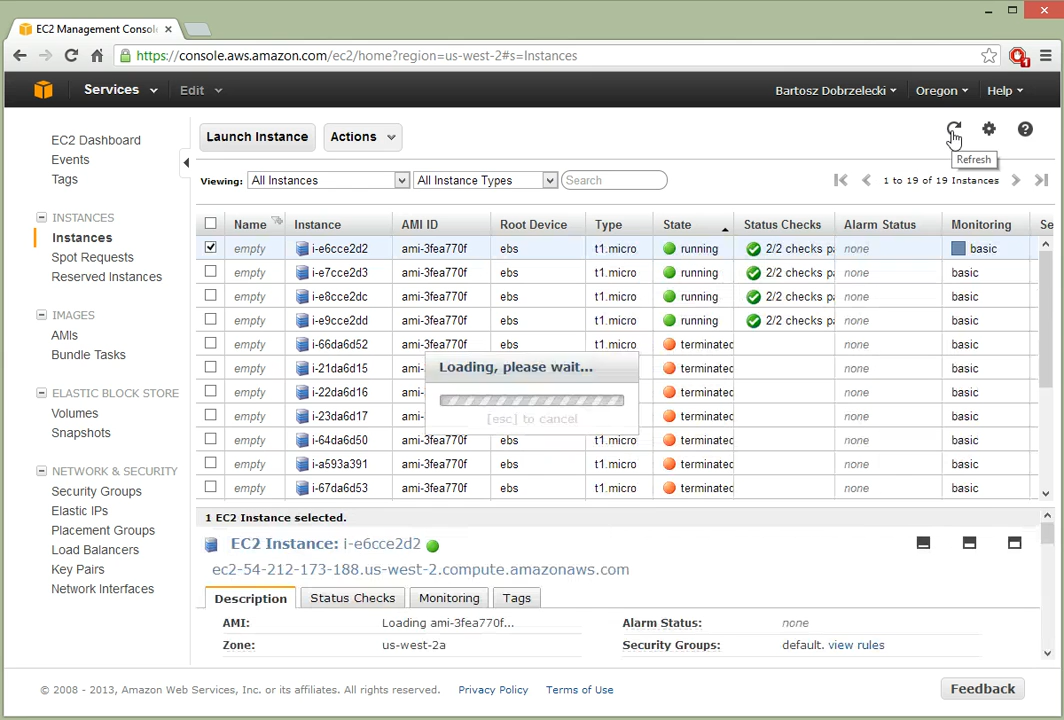 EC2 Management Consol
https://console.aws.amazon.com/ec2/home?region=us-west-2#s=Instances
1
Services Edit Bartosz Dobrzelecki Oregon Help
EC2 Dashboard
Events
Tags
INSTANCES
Instances
Spot Requests
Reserved Instances
IMAGES
AMIs
Bundle Tasks
ELASTIC BLOCK STORE
Volumes
Snapshots
NETWORK & SECURITY
Security Groups
Elastic IPs
Placement Groups
Load Balancers
Key Pairs
Network Interfaces
Launch Instance Actions
Refresh
Viewing: All Instances All Instance Types Search 1 to 19 of 19 Instances
Name Instance AMI ID Root Device Type State Status Checks Alarm Status Monitoring Se
empty i-e6cce2d2 ami-3fea770f ebs t1.micro running 2/2 checks pa none basic
empty i-e7cce2d3 ami-3fea770f ebs t1.micro running 2/2 checks pa none basic
empty i-e8cce2dc ami-3fea770f ebs t1.micro running 2/2 checks pa none basic
empty i-e9cce2dd ami-3fea770f ebs t1.micro running 2/2 checks pa none basic
empty i-66da6d52 ami-3fea770f ebs t1.micro terminated none basic
empty i-21da6d15 ami- terminated none basic
empty i-22da6d16 ami- terminated none basic
empty i-23da6d17 ami- terminated none basic
empty i-64da6d50 ami-3fea770f ebs t1.micro terminated none basic
empty i-a593a391 ami-3fea770f ebs t1.micro terminated none basic
empty i-67da6d53 ami-3fea770f ebs t1.micro terminated none basic
Loading, please wait...
[esc] to cancel
1 EC2 Instance selected.
EC2 Instance: i-e6cce2d2
ec2-54-212-173-188.us-west-2.compute.amazonaws.com
Description Status Checks Monitoring Tags
AMI: Loading ami-3fea770f... Alarm Status: none
Zone: us-west-2a Security Groups: default. view rules
© 2008 - 2013, Amazon Web Services, Inc. or its affiliates. All rights reserved. Privacy Policy Terms of Use Feedback